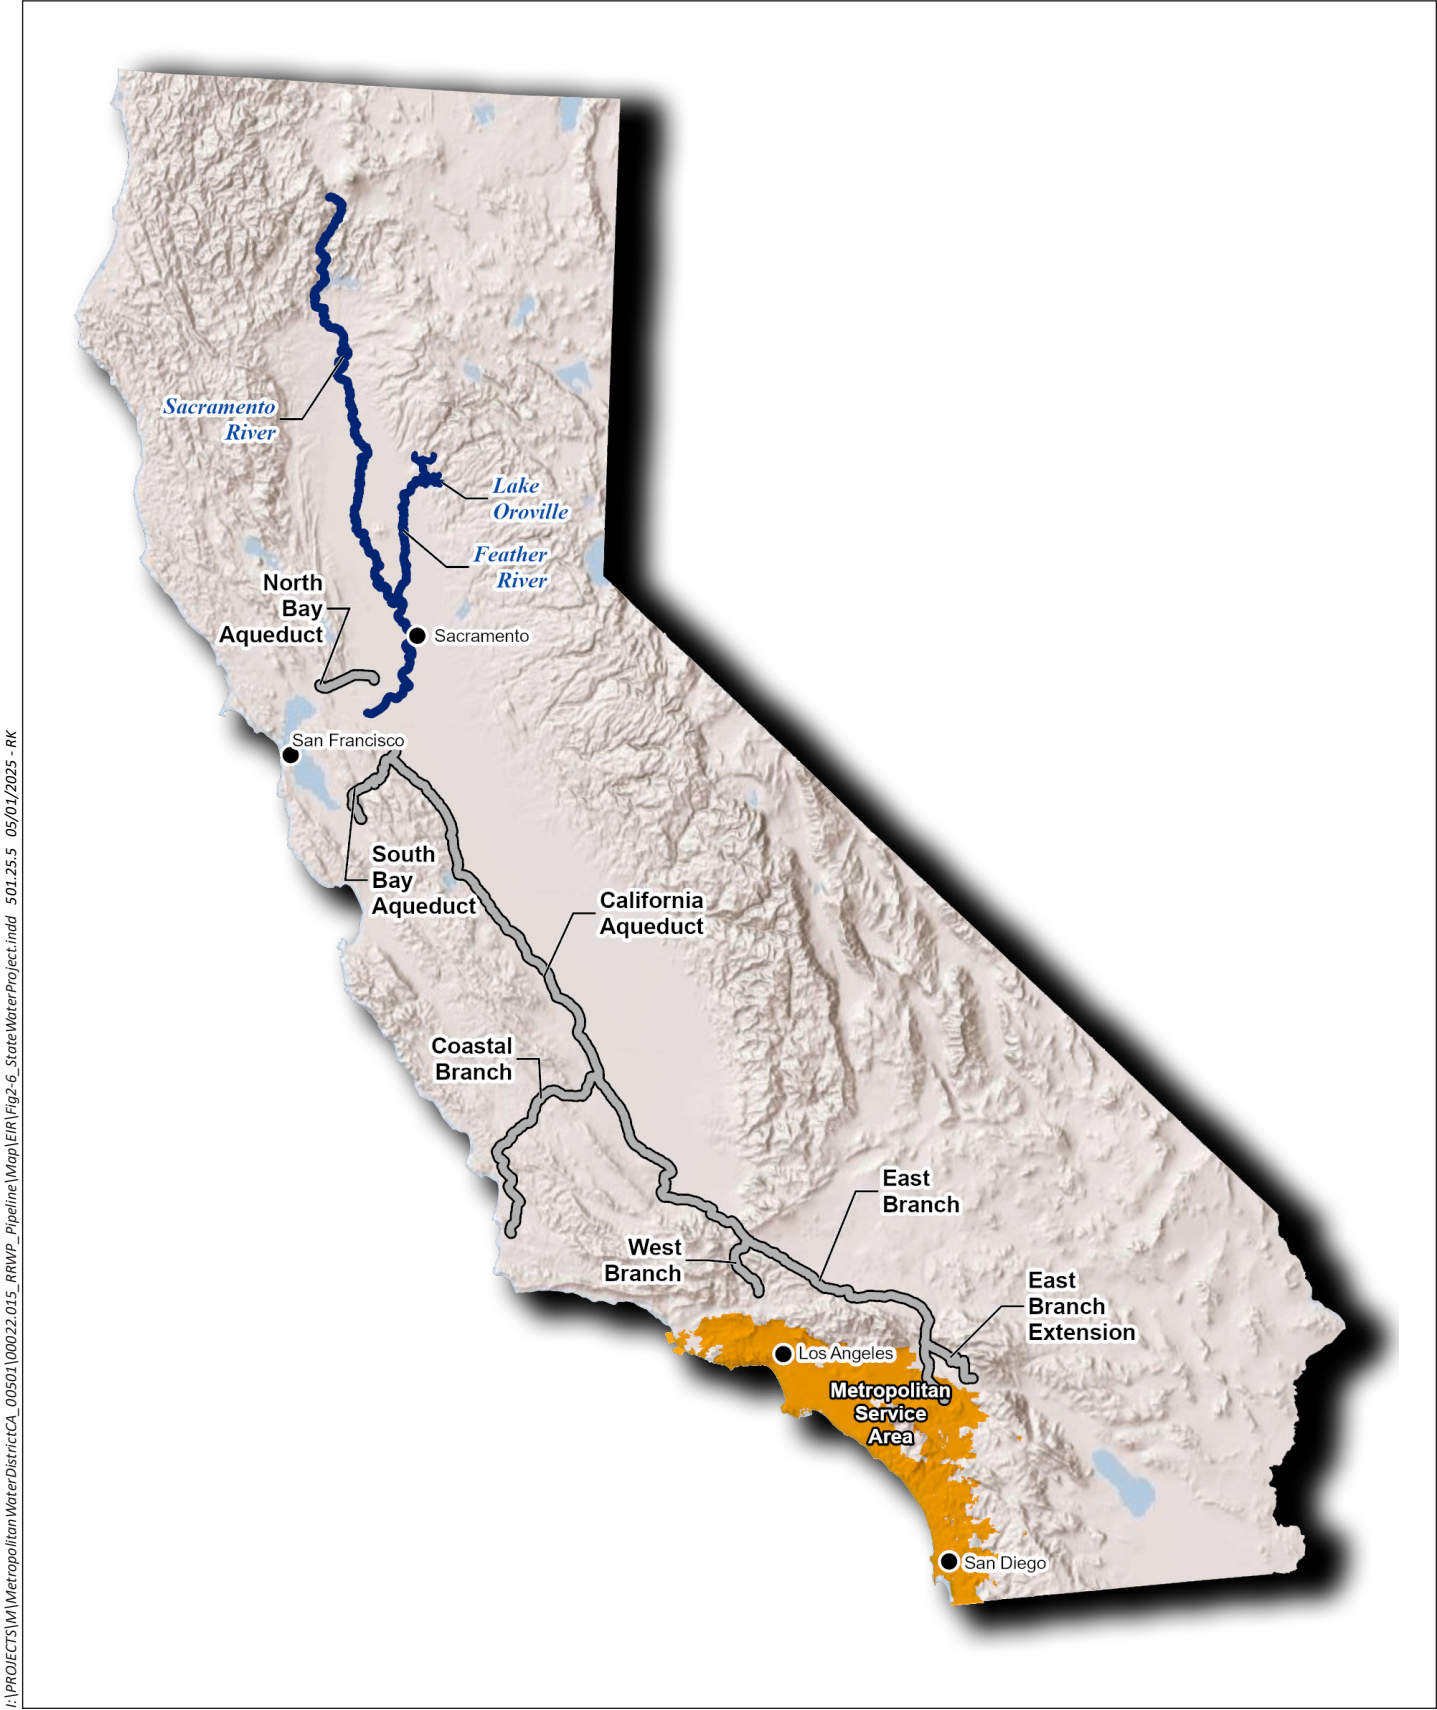 Sacramento
River
Lake
Oroville
Feather
River
North
Bay
Aqueduct
Sacramento
San Francisco
South
Bay
Aqueduct
California
Aqueduct
Coastal
Branch
East
Branch
West
Branch
East
Branch
Extension
Los Angeles
Metropolitan
Service
Area
San Diego
I:\PROJECTS\M\MetropolitanWaterDistrictCA_00501\00022.015_RRWP_Pipeline\Map\EIR\Fig2-6_StateWaterProject.indd 501.25.5 05/01/2025 - RK